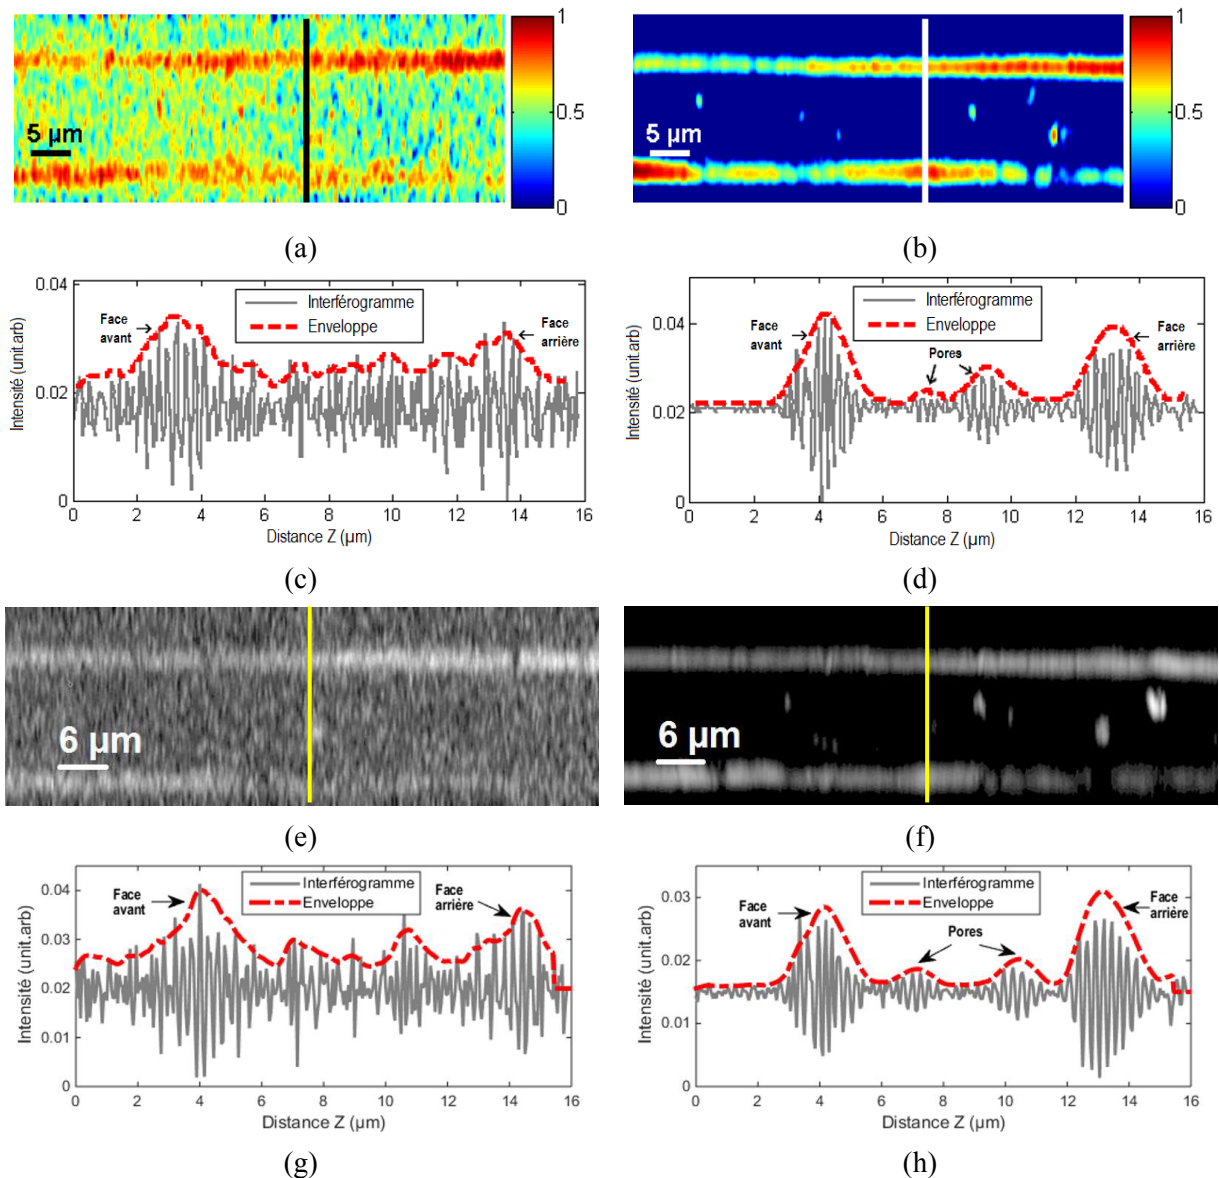 5 µm
1
0.5
0
(a)
5 µm
1
0.5
0
(b)
Interférogramme
Enveloppe
Face avant
Face arrière
0.04
0.02
0
Intensité (unit.arb)
0 2 4 6 8 10 12 14 16
Distance Z (µm)
(c)
Interférogramme
Enveloppe
Face avant
Pores
Face arrière
0.04
0.02
0
Intensité (unit.arb)
0 2 4 6 8 10 12 14 16
Distance Z (µm)
(d)
6 µm
(e)
6 µm
(f)
Interférogramme
Enveloppe
Face avant
Face arrière
0.04
0.03
0.02
0.01
0
Intensité (unit.arb)
0 2 4 6 8 10 12 14 16
Distance Z (µm)
(g)
Interférogramme
Enveloppe
Face avant
Pores
Face arrière
0.03
0.02
0.01
0
Intensité (unit.arb)
0 2 4 6 8 10 12 14 16
Distance Z (µm)
(h)